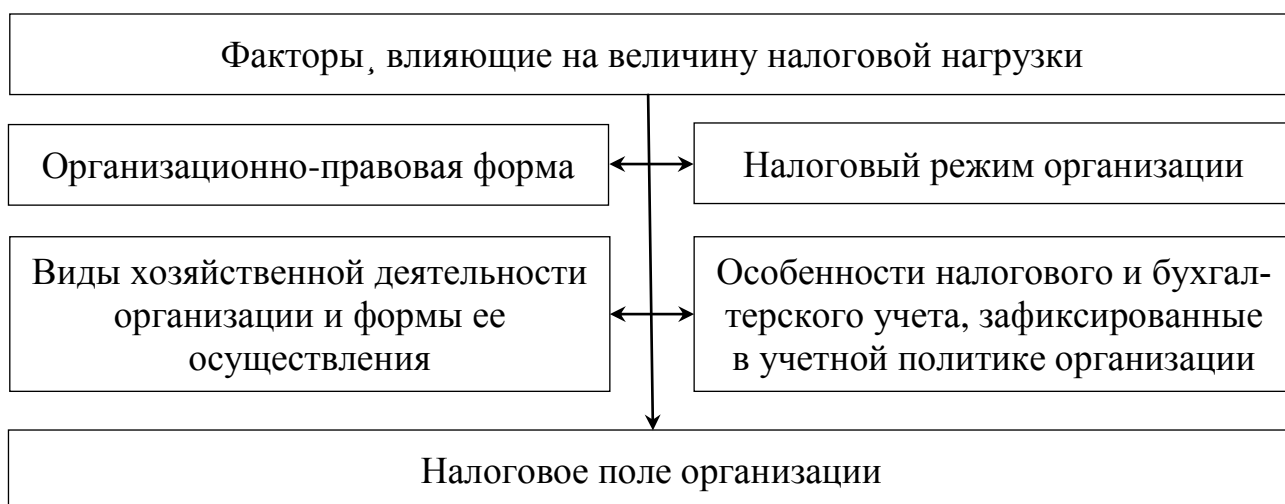 Факторы¸ влияющие на величину налоговой нагрузки
Организационно-правовая форма
Налоговый режим организации
Виды хозяйственной деятельности
организации и формы ее
осуществления
Особенности налогового и бухгал-
терского учета, зафиксированные
в учетной политике организации
Налоговое поле организации